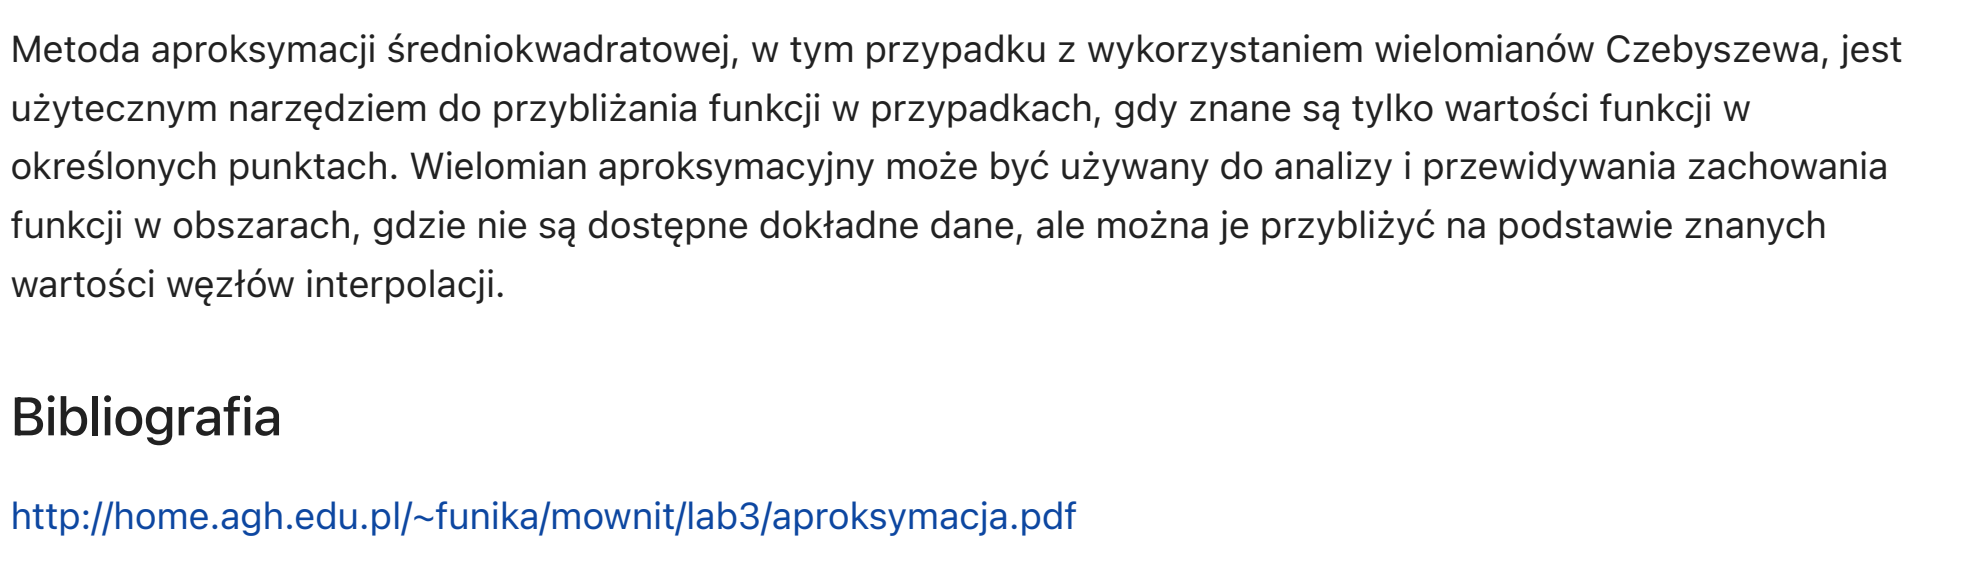 Metoda aproksymacji średniokwadratowej, w tym przypadku z wykorzystaniem wielomianów Czebyszewa, jest
użytecznym narzędziem do przybliżania funkcji w przypadkach, gdy znane są tylko wartości funkcji w
określonych punktach. Wielomian aproksymacyjny może być używany do analizy i przewidywania zachowania
funkcji w obszarach, gdzie nie są dostępne dokładne dane, ale można je przybliżyć na podstawie znanych
wartości węzłów interpolacji.
Bibliografia
http://home.agh.edu.pl/~funika/mownit/lab3/aproksymacja.pdf